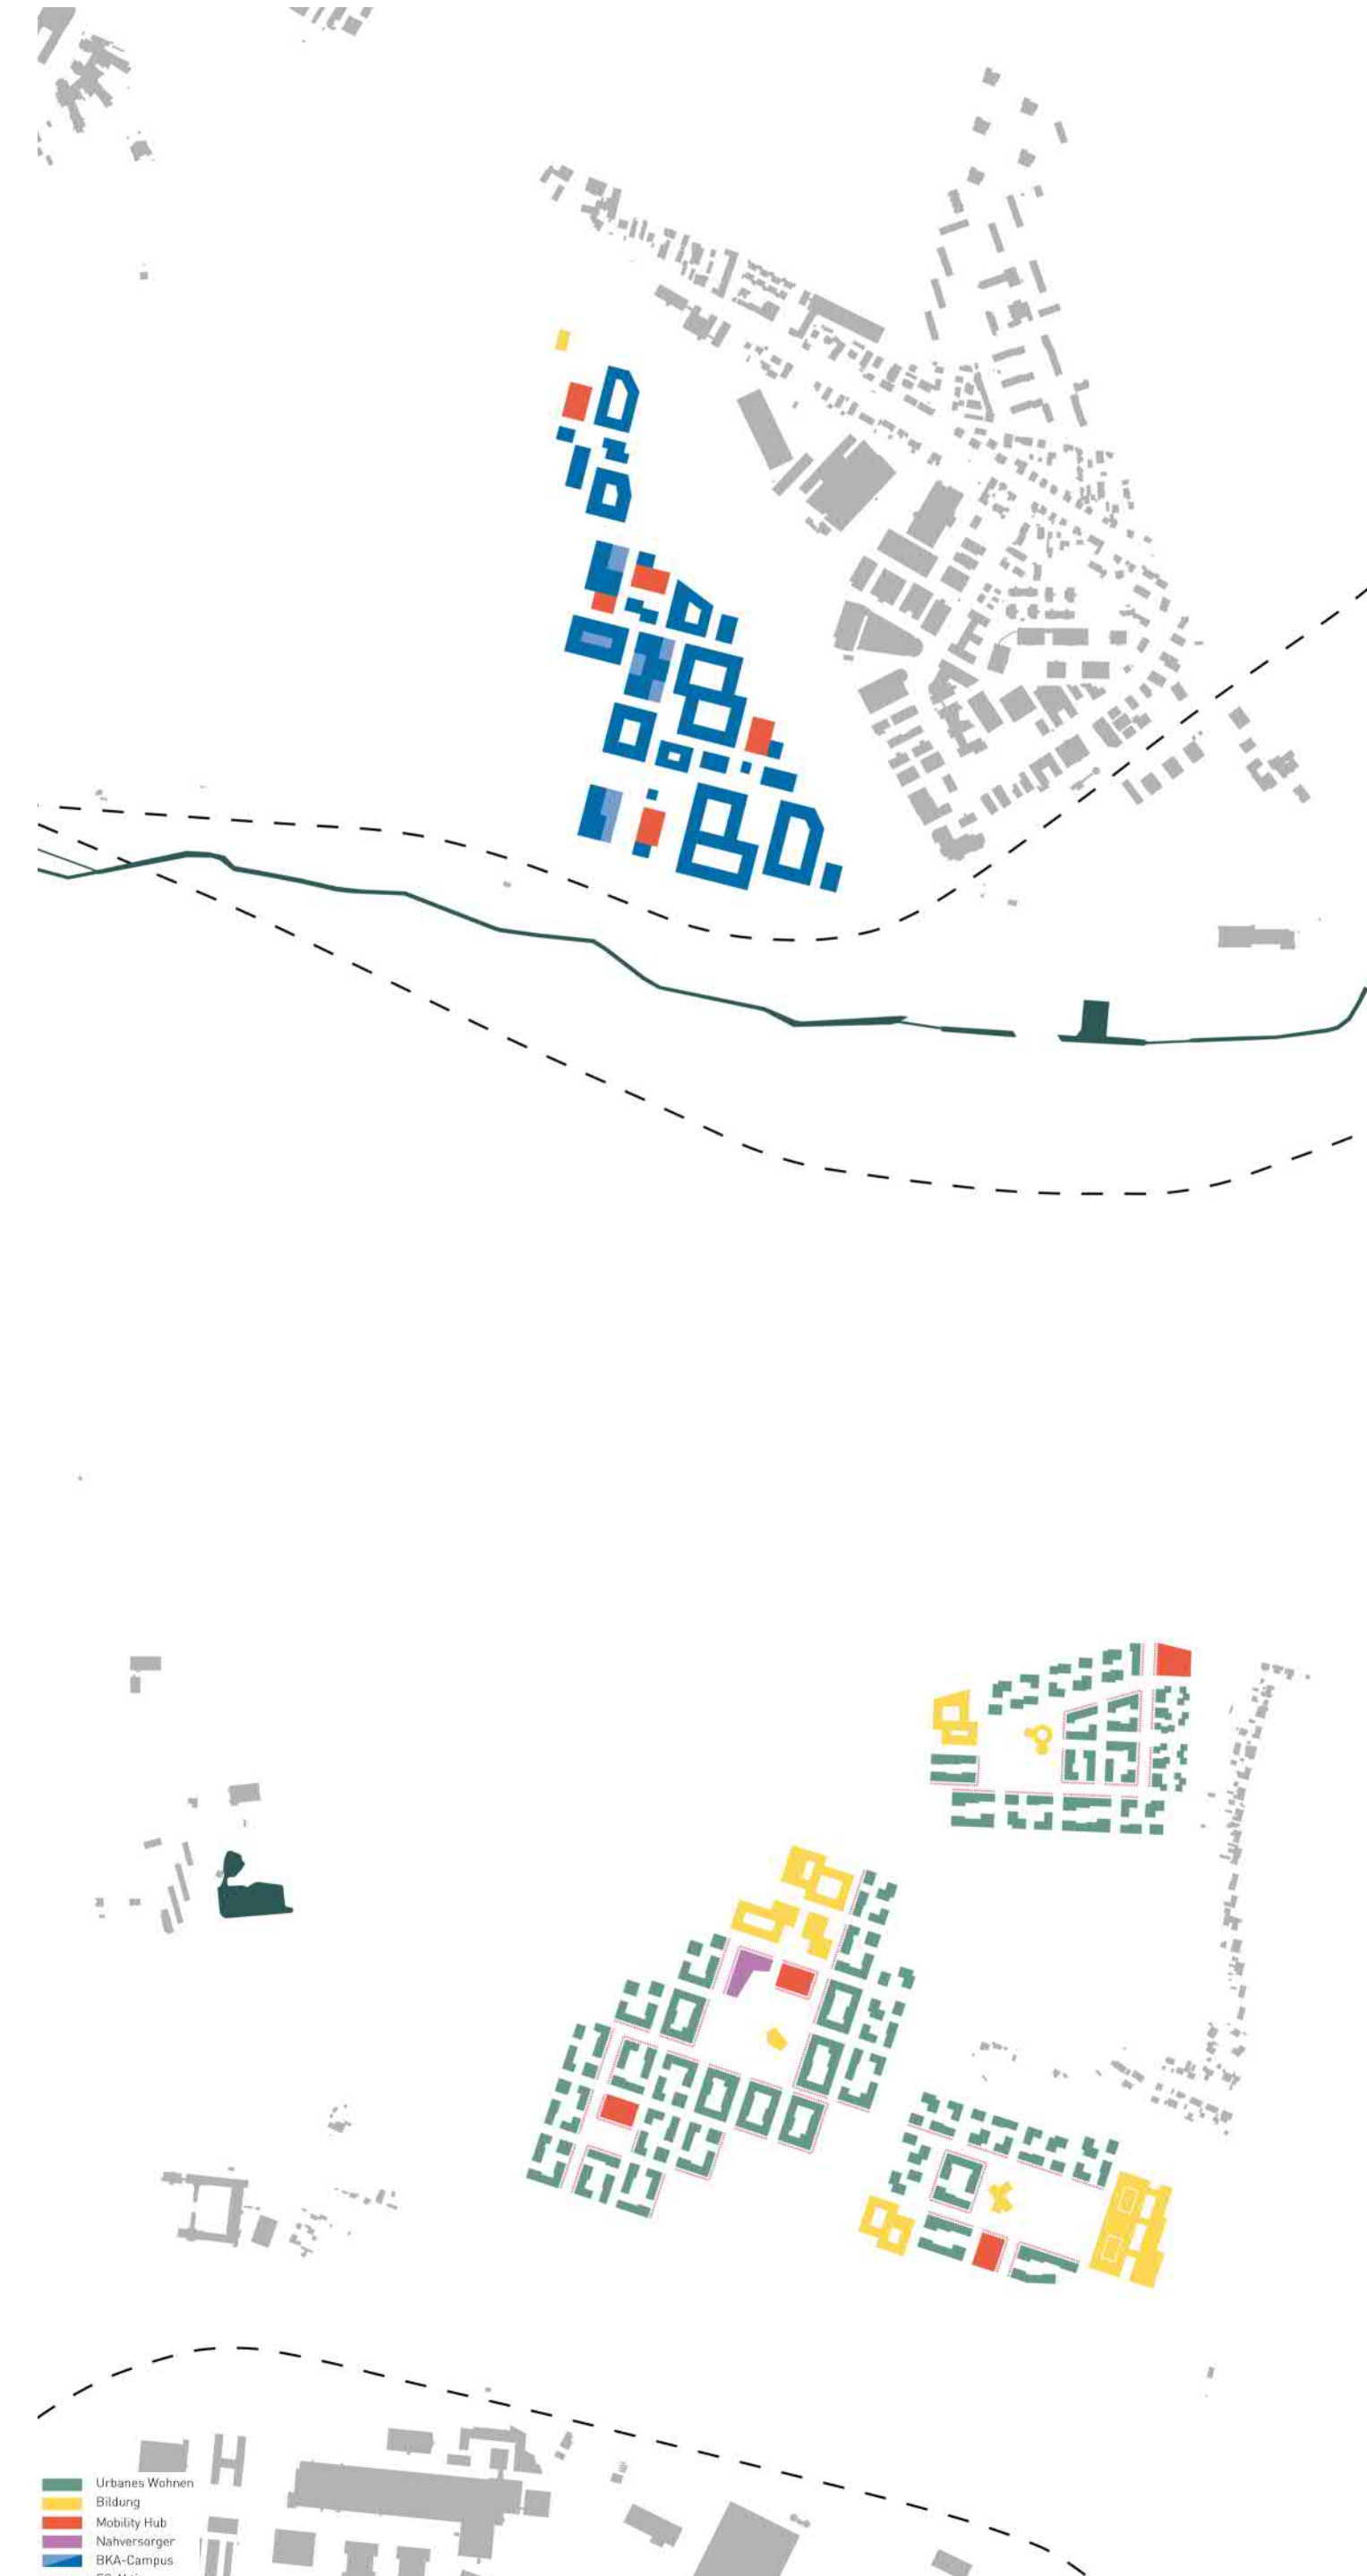 Urbanes Wohnen
Bildung
Mobility Hub
Nahversorger
BKA-Campus